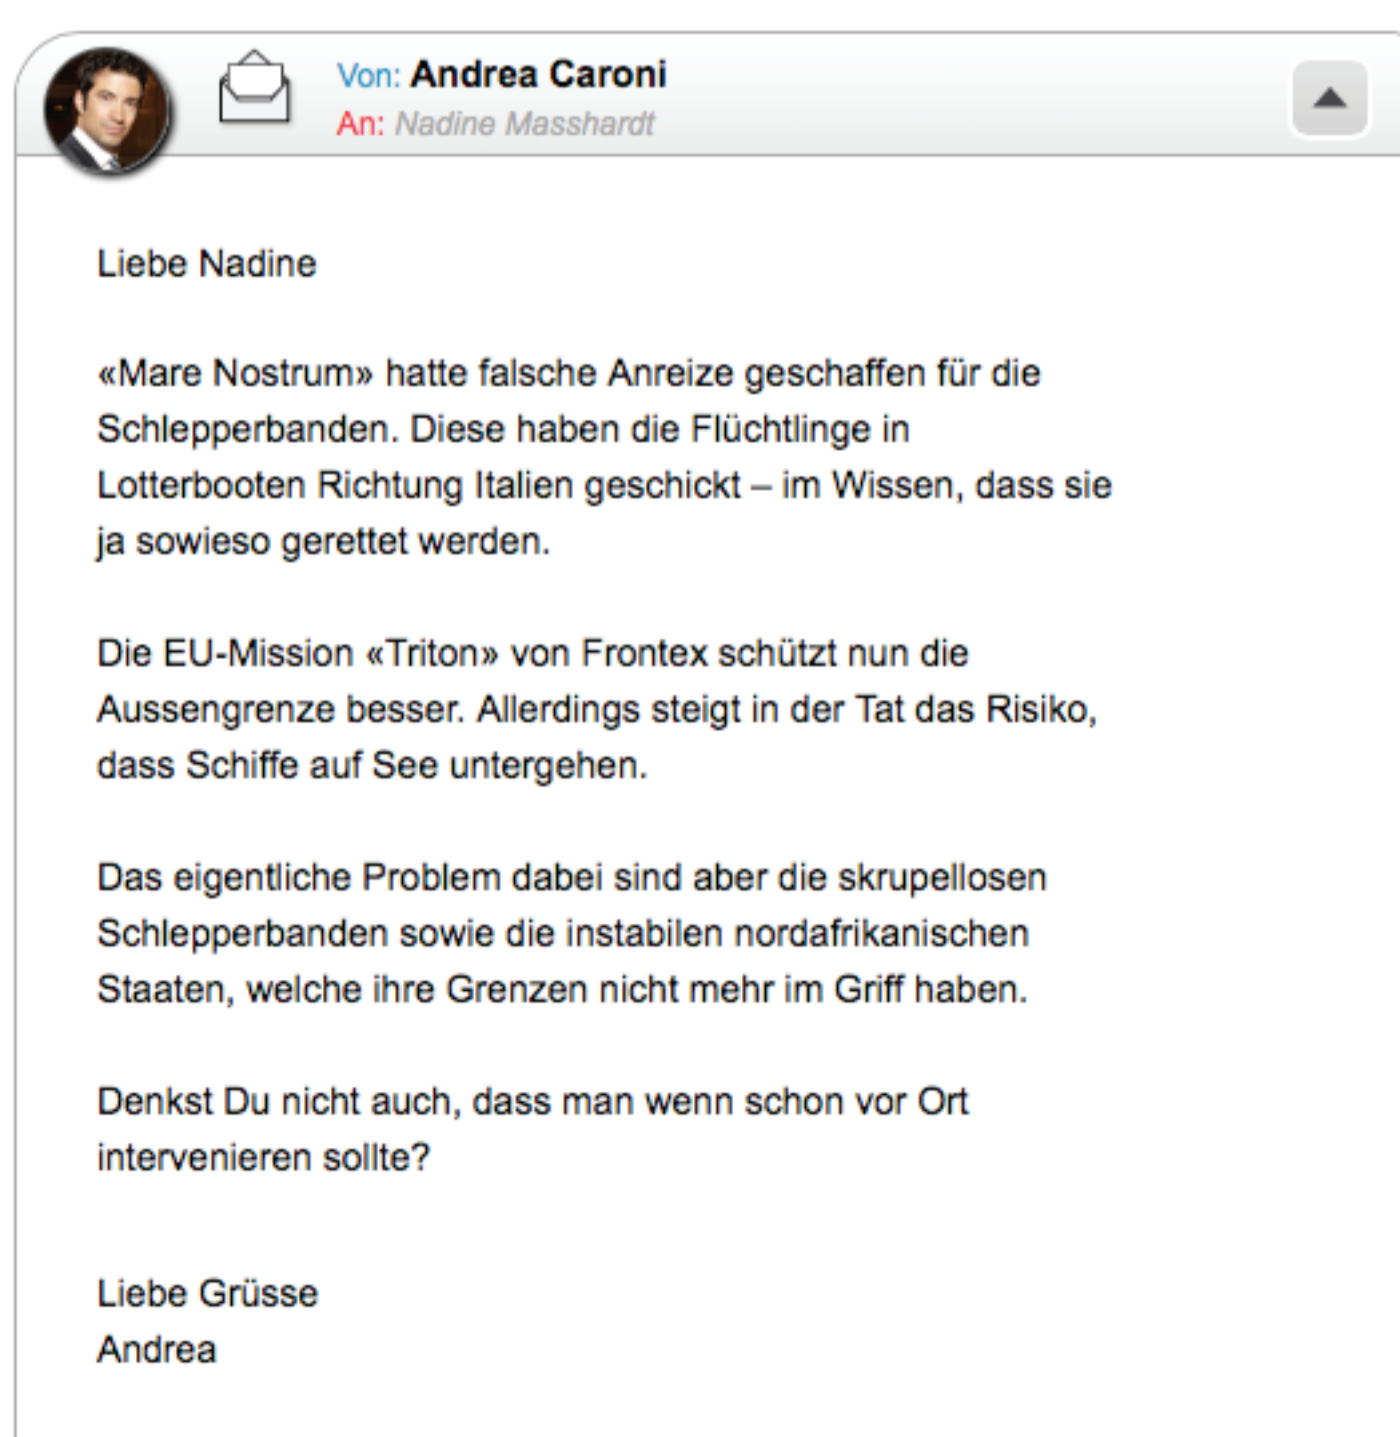 Von: Andrea Caroni
An: Nadine Masshardt
Liebe Nadine
«Mare Nostrum» hatte falsche Anreize geschaffen für die
Schlepperbanden. Diese haben die Flüchtlinge in
Lotterbooten Richtung Italien geschickt – im Wissen, dass sie
ja sowieso gerettet werden.
Die EU-Mission «Triton» von Frontex schützt nun die
Aussengrenze besser. Allerdings steigt in der Tat das Risiko,
dass Schiffe auf See untergehen.
Das eigentliche Problem dabei sind aber die skrupellosen
Schlepperbanden sowie die instabilen nordafrikanischen
Staaten, welche ihre Grenzen nicht mehr im Griff haben.
Denkst Du nicht auch, dass man wenn schon vor Ort
intervenieren sollte?
Liebe Grüsse
Andrea